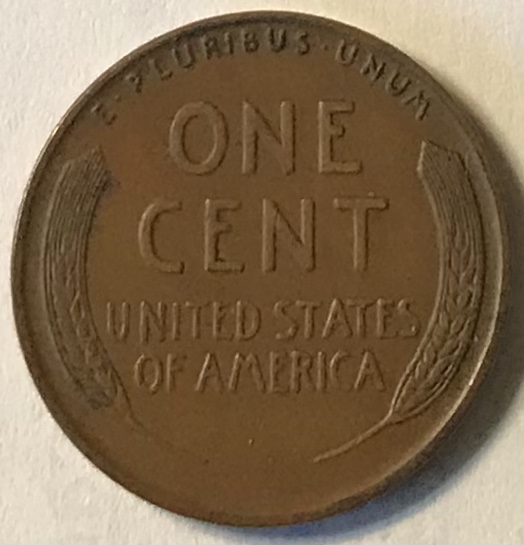 E·PLURIBUS·UNUM
ONE
CENT
UNITED STATES
OF AMERICA